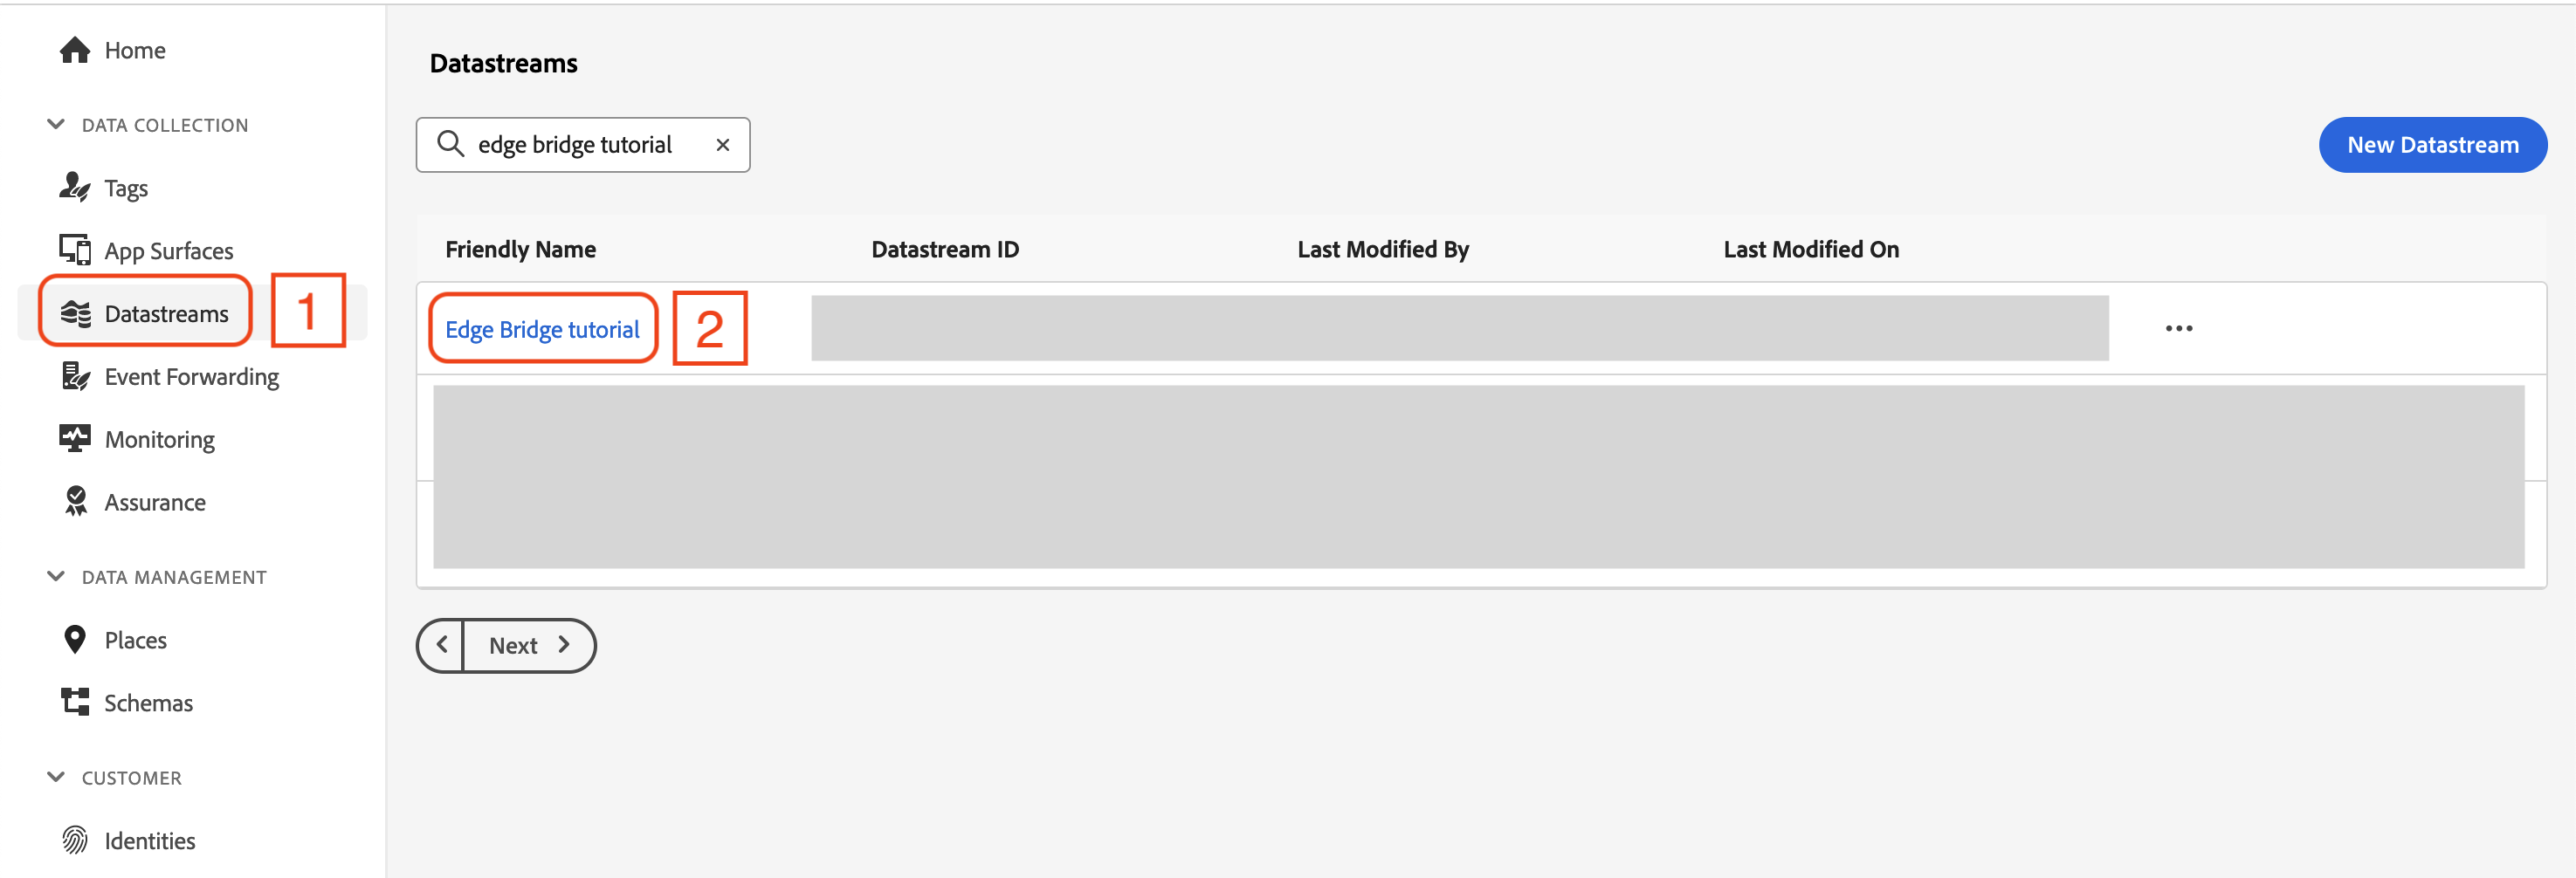 Home
DATA COLLECTION
Tags
App Surfaces
Datastreams
1
Event Forwarding
Monitoring
Assurance
DATA MANAGEMENT
Places
Schemas
CUSTOMER
Identities
Datastreams
edge bridge tutorial
New Datastream
Friendly Name Datastream ID Last Modified By Last Modified On
Edge Bridge tutorial 2
Next